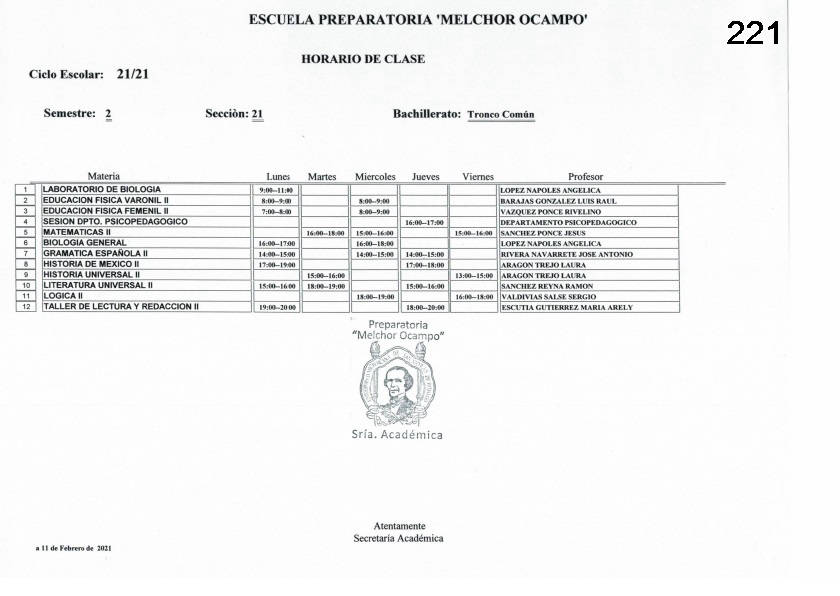 ESCUELA PREPARATORIA 'MELCHOR OCAMPO'
221
HORARIO DE CLASE
Ciclo Escolar: 21/21
Semestre: 2 Secciòn: 21 Bachillerato: Tronco Común
Materia Lunes Martes Miercoles Jueves Viernes Profesor
1 LABORATORIO DE BIOLOGIA 9:00--11:00 LOPEZ NAPOLES ANGELICA
2 EDUCACION FISICA VARONIL II 8:00--9:00 8:00--9:00 BARAJAS GONZALEZ LUIS RAUL
3 EDUCACION FISICA FEMENIL II 7:00--8:00 8:00--9:00 VAZQUEZ PONCE RIVELINO
4 SESION DPTO. PSICOPEDAGOGICO 16:00--17:00 DEPARTAMENTO PSICOPEDAGOGICO
5 MATEMATICAS II 16:00--18:00 15:00--16:00 15:00--16:00 SANCHEZ PONCE JESUS
6 BIOLOGIA GENERAL 16:00--17:00 16:00--18:00 LOPEZ NAPOLES ANGELICA
7 GRAMATICA ESPAÑOLA II 14:00--15:00 14:00--15:00 14:00--15:00 RIVERA NAVARRETE JOSE ANTONIO
8 HISTORIA DE MEXICO II 17:00--19:00 17:00--18:00 ARAGON TREJO LAURA
9 HISTORIA UNIVERSAL II 15:00--16:00 13:00--15:00 ARAGON TREJO LAURA
10 LITERATURA UNIVERSAL II 15:00--16:00 18:00--19:00 15:00--16:00 SANCHEZ REYNA RAMON
11 LOGICA II 18:00--19:00 16:00--18:00 VALDIVIAS SALSE SERGIO
12 TALLER DE LECTURA Y REDACCION II 19:00--20:00 18:00--20:00 ESCUTIA GUTIERREZ MARIA ARELY
Preparatoria
"Melchor Ocampo"
Sría. Académica
Atentamente
Secretaría Académica
a 11 de Febrero de 2021